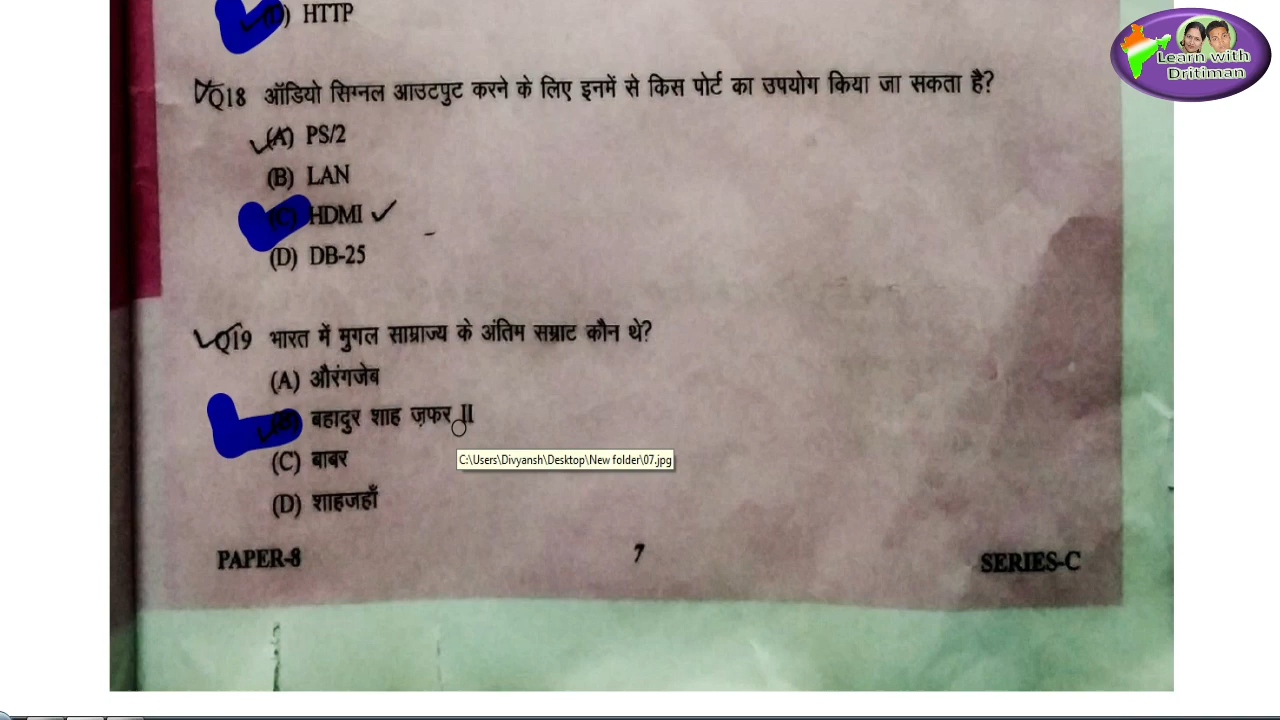 (D) HTTP
Learn with
Dritiman
Q18 ऑडियो सिग्नल आउटपुट करने के लिए इनमें से किस पोर्ट का उपयोग किया जा सकता है?
(A) PS/2
(B) LAN
(C) HDMI
(D) DB-25
Q19 भारत में मुगल साम्राज्य के अंतिम सम्राट कौन थे?
(A) औरंगजेब
(B) बहादुर शाह ज़फर II
C:\Users\Divyansh\Desktop\New folder\07.jpg
(C) बाबर
(D) शाहजहाँ
PAPER-8 7 SERIES-C